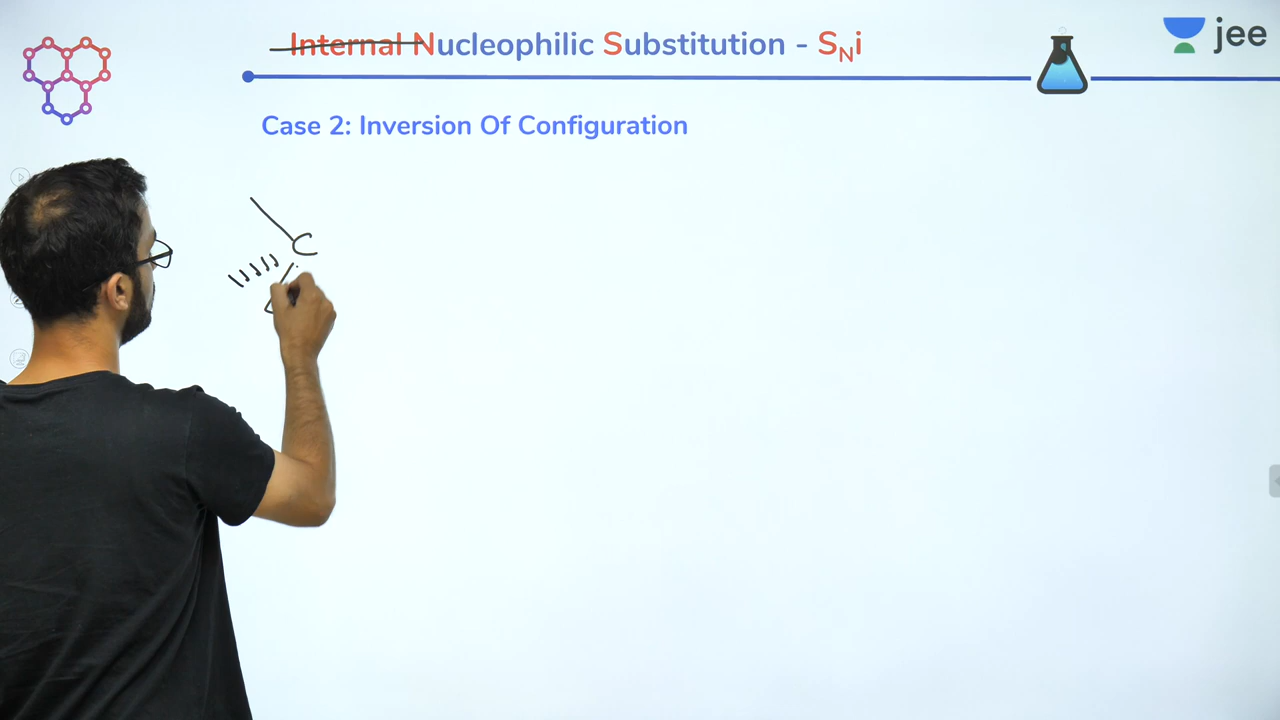 Internal Nucleophilic Substitution - SNi
jee
Case 2: Inversion Of Configuration
C